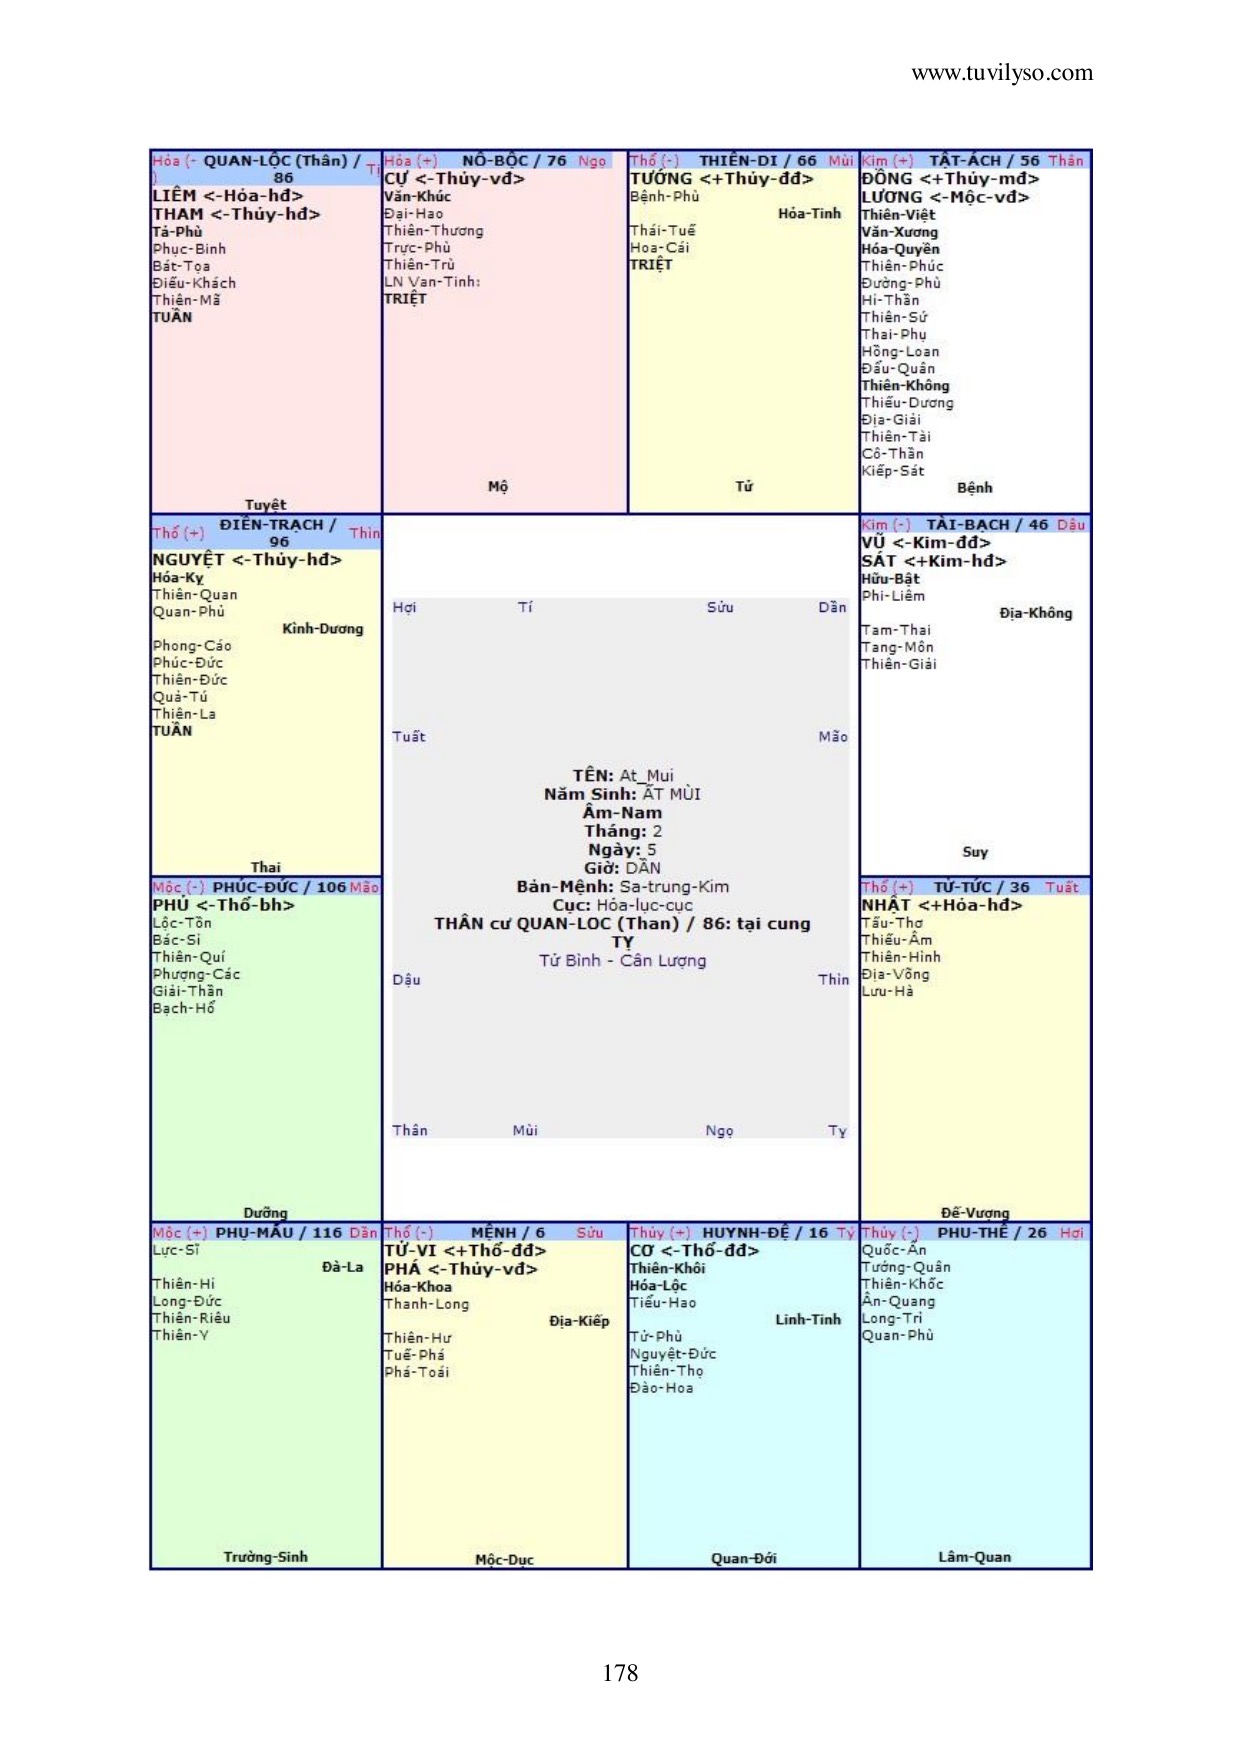 www.tuvilyso.com
Hỏa (- QUAN-LỘC (Thân) / Tị
) 86
LIÊM <-Hỏa-hđ>
THAM <-Thủy-hđ>
Tả-Phù
Phục-Binh
Bát-Tọa
Điếu-Khách
Thiên-Mã
TUẦN
Tuyệt
Hỏa (+) NÔ-BỘC / 76 Ngọ
CỰ <-Thủy-vđ>
Văn-Khúc
Đại-Hao
Thiên-Thương
Trực-Phù
Thiên-Trù
LN Van-Tinh:
TRIỆT
Mộ
Thổ (-) THIÊN-DI / 66 Mùi
TƯỚNG <+Thủy-đđ>
Bệnh-Phù
Hỏa-Tinh
Thái-Tuế
Hoa-Cái
TRIỆT
Tử
Kim (+) TẬT-ÁCH / 56 Thân
ĐỒNG <+Thủy-mđ>
LƯƠNG <-Mộc-vđ>
Thiên-Việt
Văn-Xương
Hóa-Quyền
Thiên-Phúc
Đường-Phù
Hỉ-Thần
Thiên-Sứ
Thai-Phụ
Hồng-Loan
Đẩu-Quân
Thiên-Không
Thiếu-Dương
Địa-Giải
Thiên-Tài
Cô-Thần
Kiếp-Sát
Bệnh
Thổ (+) ĐIỀN-TRẠCH / Thìn
96
NGUYỆT <-Thủy-hđ>
Hóa-Kỵ
Thiên-Quan
Quan-Phủ
Kình-Dương
Phong-Cáo
Phúc-Đức
Thiên-Đức
Quả-Tú
Thiên-La
TUẦN
Thai
Kim (-) TÀI-BẠCH / 46 Dậu
VŨ <-Kim-đđ>
SÁT <+Kim-hđ>
Hữu-Bật
Phi-Liêm
Địa-Không
Tam-Thai
Tang-Môn
Thiên-Giải
Suy
Hợi Tí Sửu Dần
Tuất Mão
TÊN: At_Mui
Năm Sinh: ẤT MÙI
Âm-Nam
Tháng: 2
Ngày: 5
Giờ: DẦN
Bản-Mệnh: Sa-trung-Kim
Cục: Hỏa-lục-cục
THÂN cư QUAN-LOC (Than) / 86: tại cung
TỴ
Tử Bình - Cân Lượng
Dậu Thìn
Thân Mùi Ngọ Tỵ
Mộc (-) PHÚC-ĐỨC / 106 Mão
PHỦ <-Thổ-bh>
Lộc-Tồn
Bác-Sĩ
Thiên-Quí
Phượng-Các
Giải-Thần
Bạch-Hổ
Dưỡng
Thổ (+) TỬ-TỨC / 36 Tuất
NHẬT <+Hỏa-hđ>
Tấu-Thơ
Thiếu-Âm
Thiên-Hình
Địa-Võng
Lưu-Hà
Đế-Vượng
Mộc (+) PHỤ-MẪU / 116 Dần
Lực-Sĩ
Đà-La
Thiên-Hỉ
Long-Đức
Thiên-Riêu
Thiên-Y
Trường-Sinh
Thổ (-) MỆNH / 6 Sửu
TỬ-VI <+Thổ-đđ>
PHÁ <-Thủy-vđ>
Hóa-Khoa
Thanh-Long
Địa-Kiếp
Thiên-Hư
Tuế-Phá
Phá-Toái
Mộc-Dục
Thủy (+) HUYNH-ĐỆ / 16 Tý
CƠ <-Thổ-đđ>
Thiên-Khôi
Hóa-Lộc
Tiểu-Hao
Linh-Tinh
Tử-Phù
Nguyệt-Đức
Thiên-Thọ
Đào-Hoa
Quan-Đới
Thủy (-) PHU-THÊ / 26 Hợi
Quốc-Ấn
Tướng-Quân
Thiên-Khốc
Ân-Quang
Long-Trì
Quan-Phù
Lâm-Quan
178